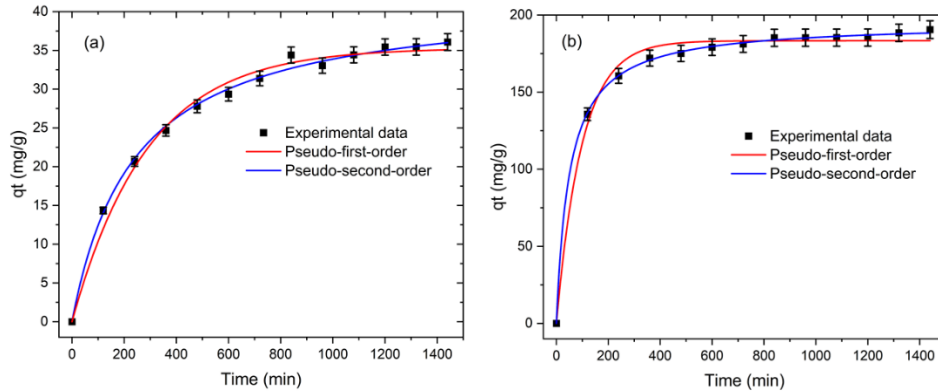 (a)
40
35
30
25
20
15
10
5
0
qt (mg/g)
Experimental data
Pseudo-first-order
Pseudo-second-order
0 200 400 600 800 1000 1200 1400
Time (min)
(b)
200
150
100
50
0
qt (mg/g)
Experimental data
Pseudo-first-order
Pseudo-second-order
0 200 400 600 800 1000 1200 1400
Time (min)